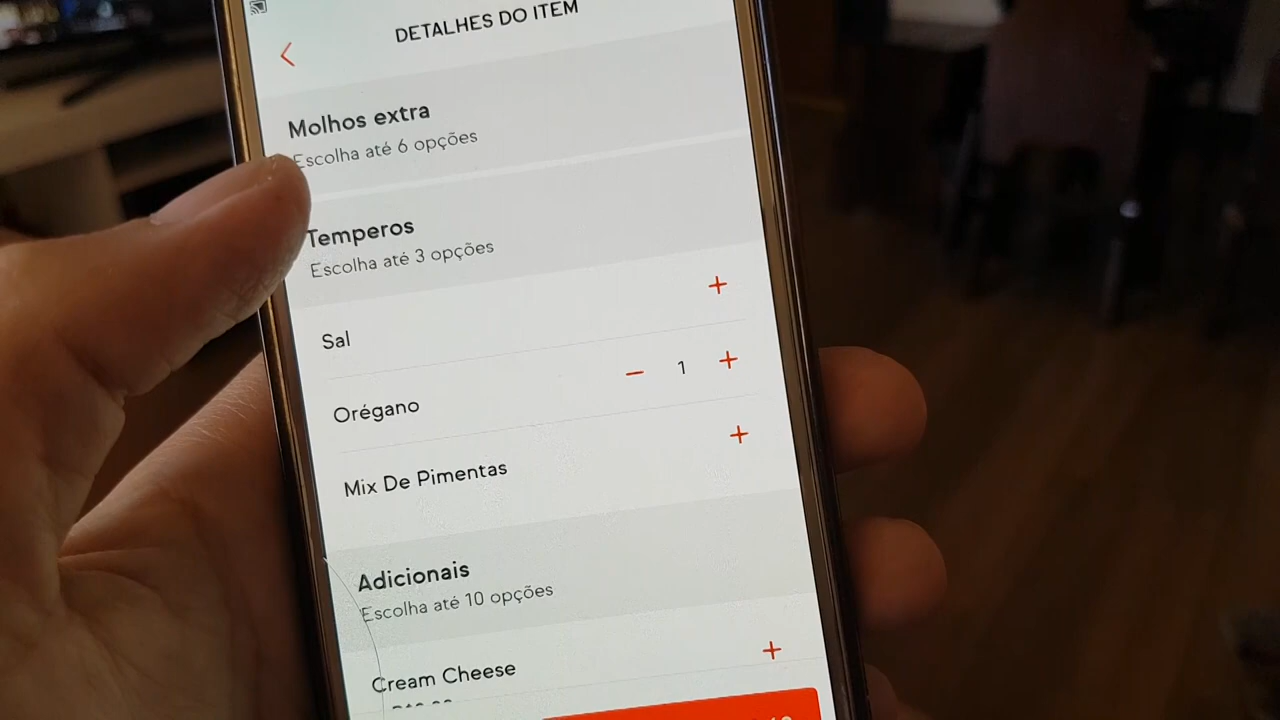 DETALHES DO ITEM
Molhos extra
Escolha até 6 opções
Temperos
Escolha até 3 opções
Sal
+
Orégano
− 1 +
Mix De Pimentas
+
Adicionais
Escolha até 10 opções
Cream Cheese
+